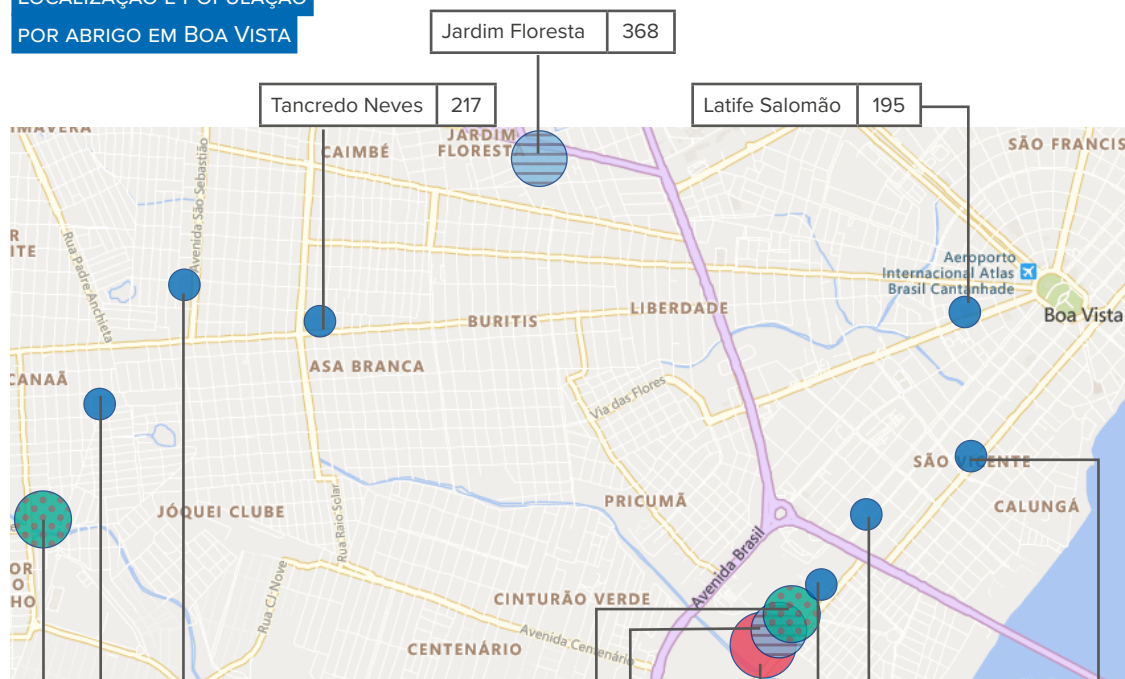 LOCALIZAÇÃO E POPULAÇÃO
POR ABRIGO EM BOA VISTA
Jardim Floresta 368
Tancredo Neves 217
Latife Salomão 195
JARDIM
FLORESTA
CAIMBÉ
SÃO FRANCIS
Avenida São Sebastião
Rua Padre Anchieta
Aeroporto
Internacional Atlas
Brasil Cantanhade
Boa Vista
LIBERDADE
BURITIS
ASA BRANCA
CANAÃ
Via das Flores
SÃO VICENTE
CALUNGÁ
PRICUMÃ
JÓQUEI CLUBE
Rua Raio Solar
Avenida Brasil
CINTURÃO VERDE
Rua CJ Nove
Avenida Centenário
CENTENÁRIO